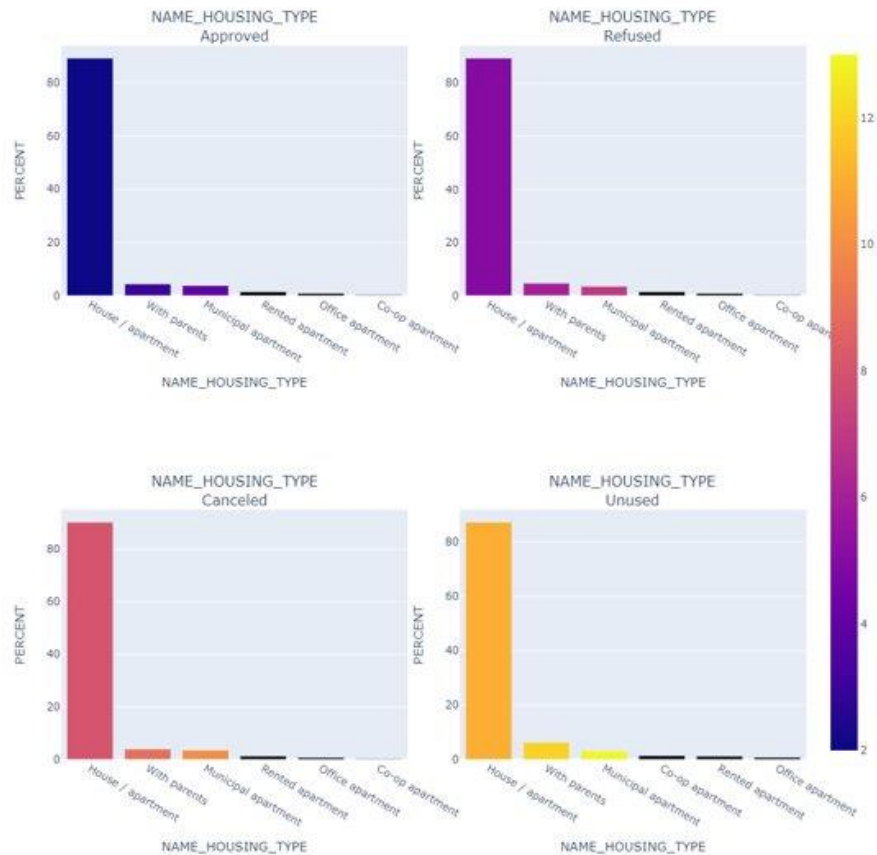 NAME_HOUSING_TYPE
Approved
PERCENT
80
60
40
20
0
House / apartment
With parents
Municipal apartment
Rented apartment
Office apartment
Co-op apartment
NAME_HOUSING_TYPE
NAME_HOUSING_TYPE
Refused
PERCENT
80
60
40
20
0
House / apartment
With parents
Municipal apartment
Rented apartment
Office apartment
Co-op apar
NAME_HOUSING_TYPE
12
10
8
6
4
2
NAME_HOUSING_TYPE
Canceled
PERCENT
80
60
40
20
0
House / apartment
With parents
Municipal apartment
Rented apartment
Office apartment
Co-op apartment
NAME_HOUSING_TYPE
NAME_HOUSING_TYPE
Unused
PERCENT
80
60
40
20
0
House / apartment
With parents
Municipal apartment
Co-op apartment
Rented apartment
Office apartment
NAME_HOUSING_TYPE